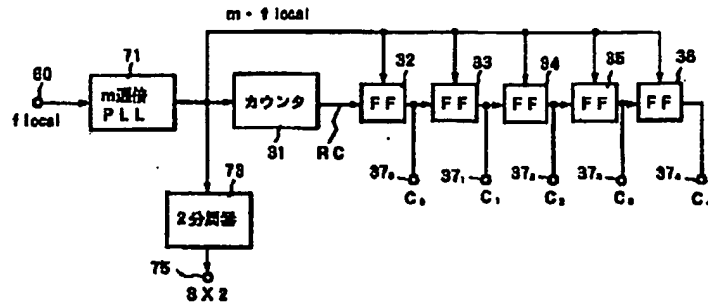 m・f local
60
f local
71
m逓倍
PLL
カウンタ
31
RC
32
FF
33
FF
34
FF
35
FF
36
FF
37₀
C₀
37₁
C₁
37₂
C₂
37₃
C₃
37₄
C₄
73
2分周器
75
8X2